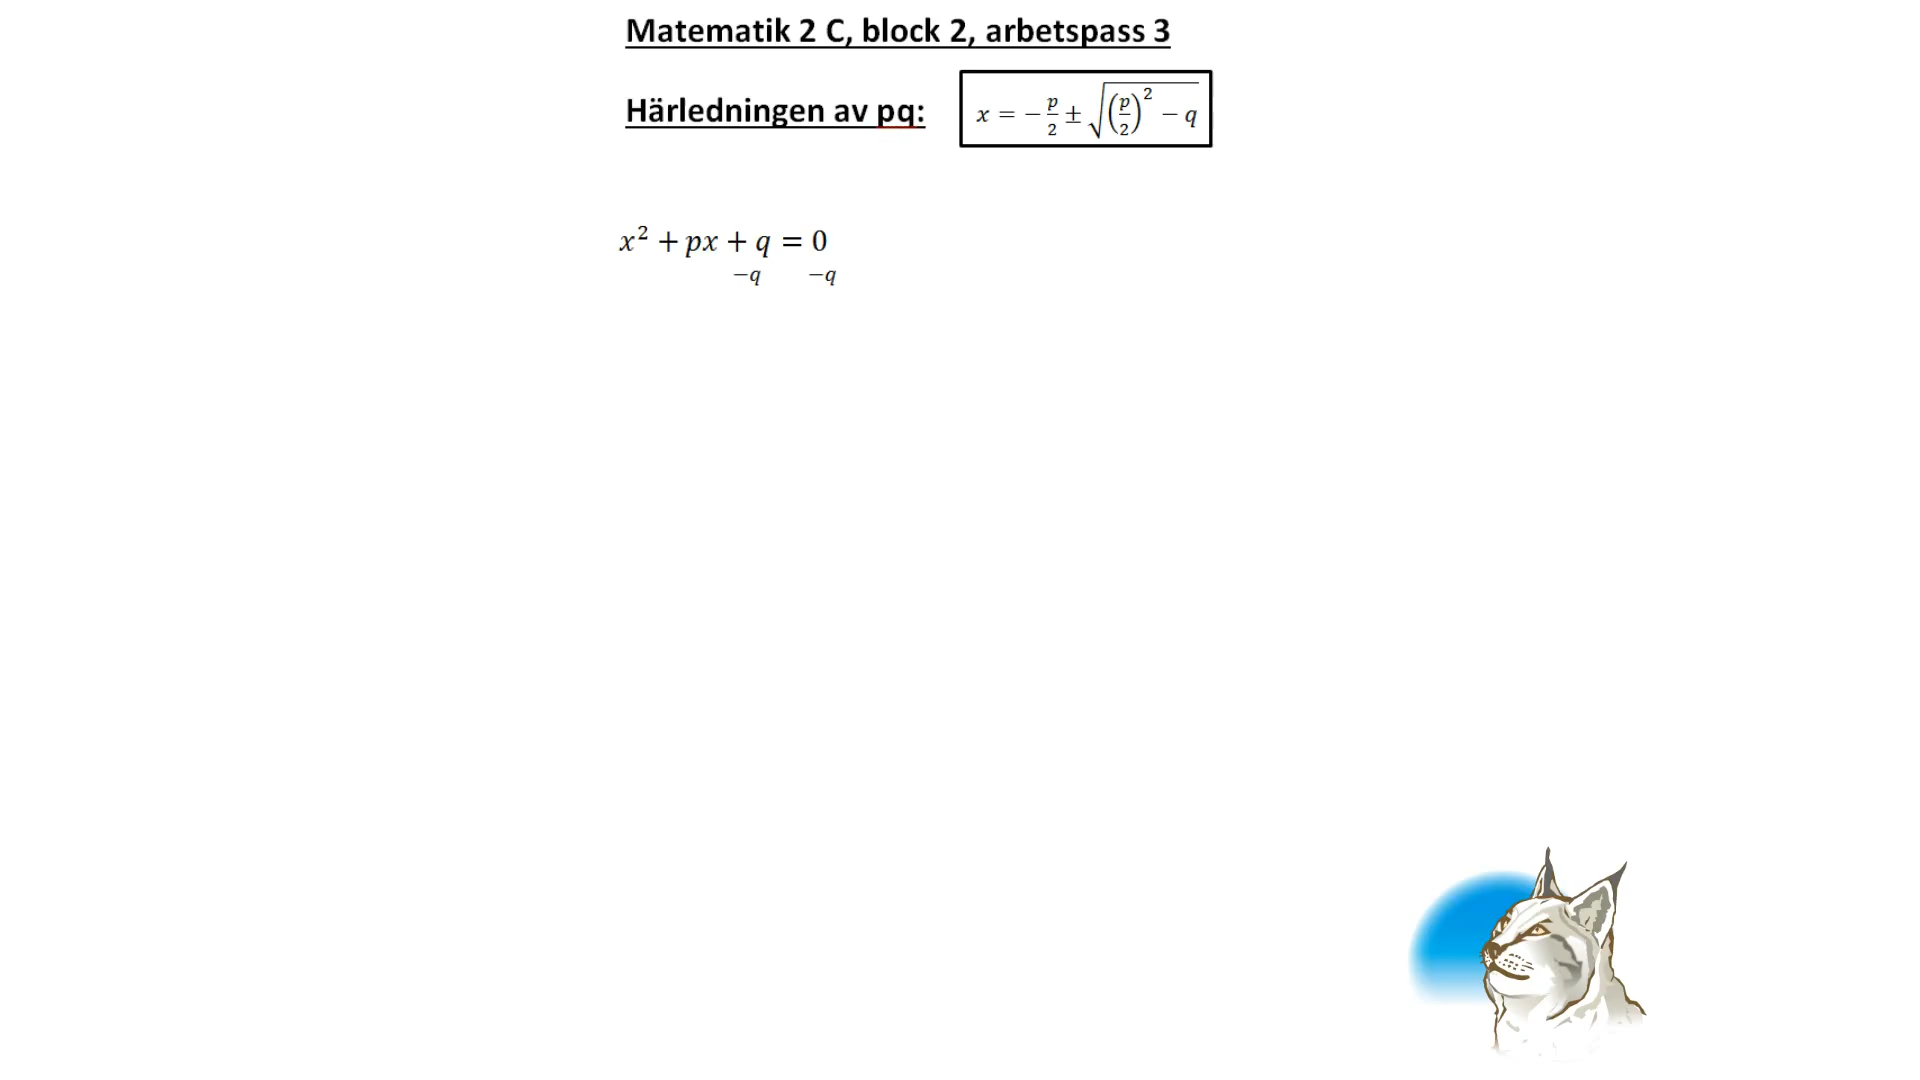 Matematik 2 C, block 2, arbetspass 3
Härledningen av pq: x = −p/2 ± √((p/2)² − q)
x² + px + q = 0
−q −q